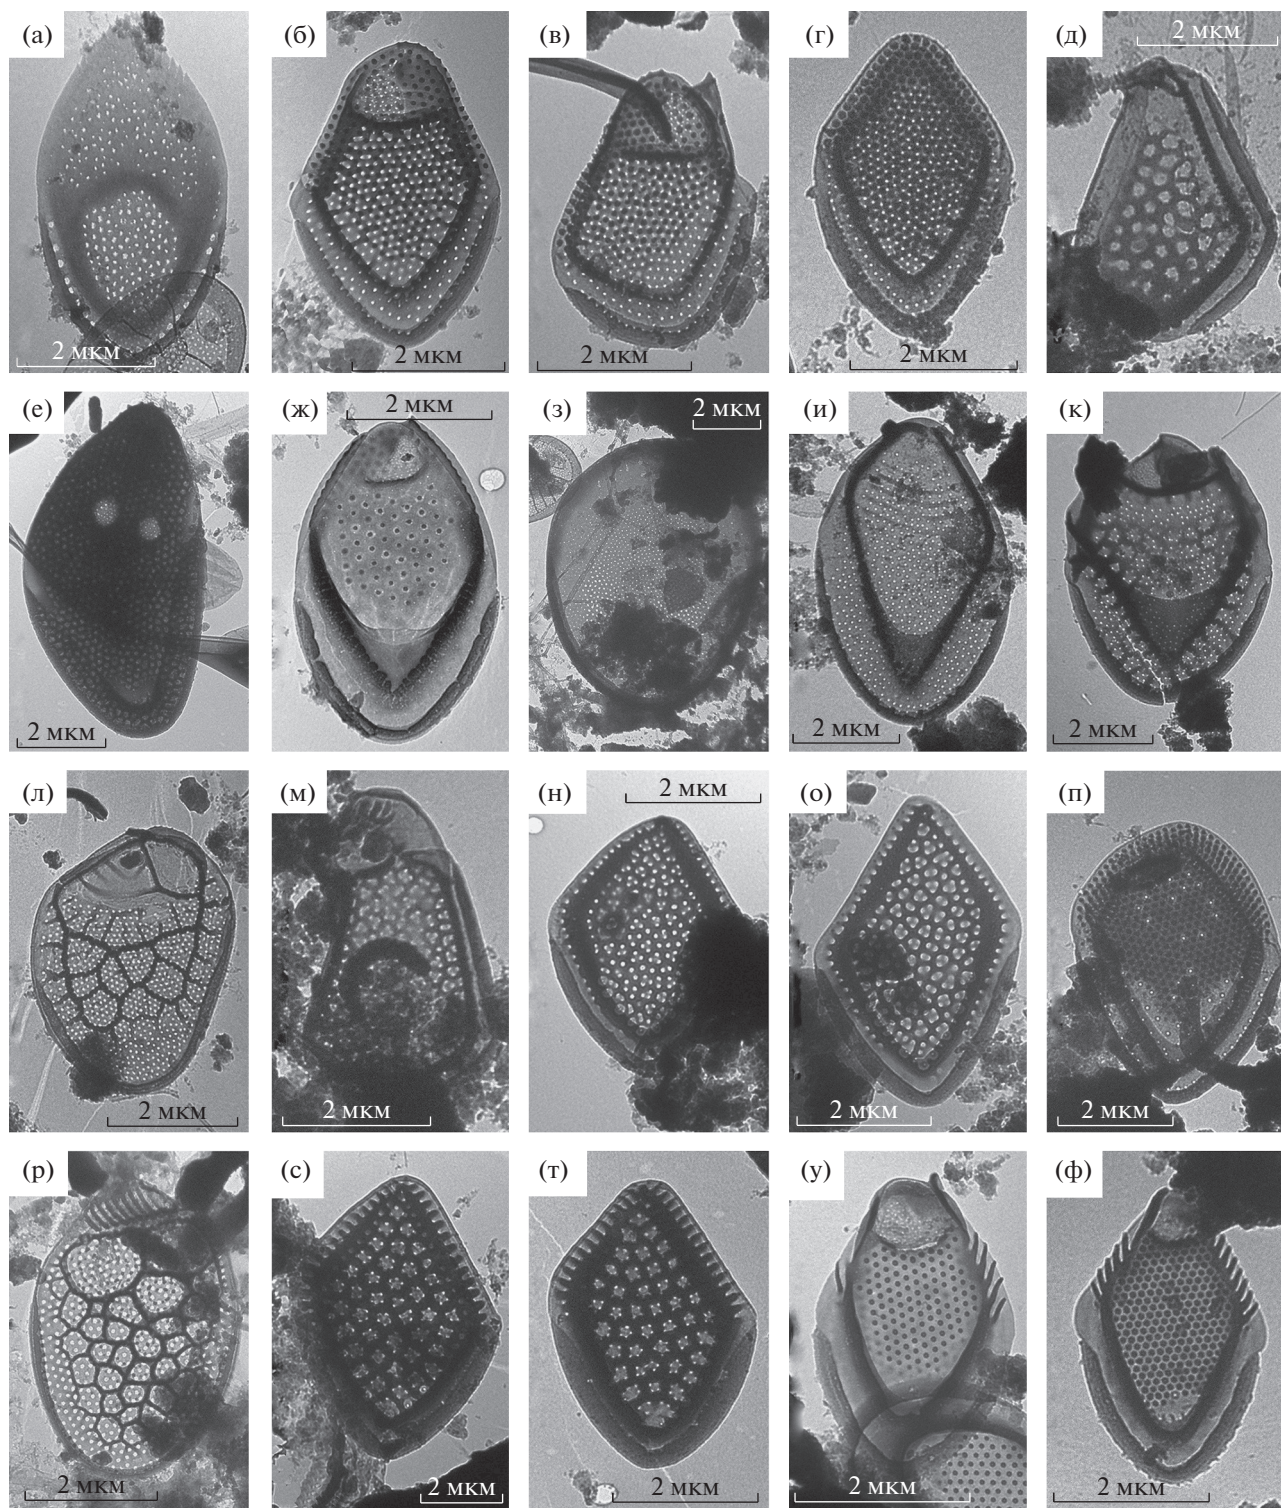 (а) (б) (в) (г) (д)
2 мкм
2 мкм 2 мкм 2 мкм 2 мкм
(е) (ж) (з) (и) (к)
2 мкм 2 мкм
2 мкм 2 мкм 2 мкм
(л) (м) (н) (о) (п)
2 мкм
2 мкм 2 мкм 2 мкм 2 мкм
(р) (с) (т) (у) (ф)
2 мкм 2 мкм 2 мкм 2 мкм 2 мкм